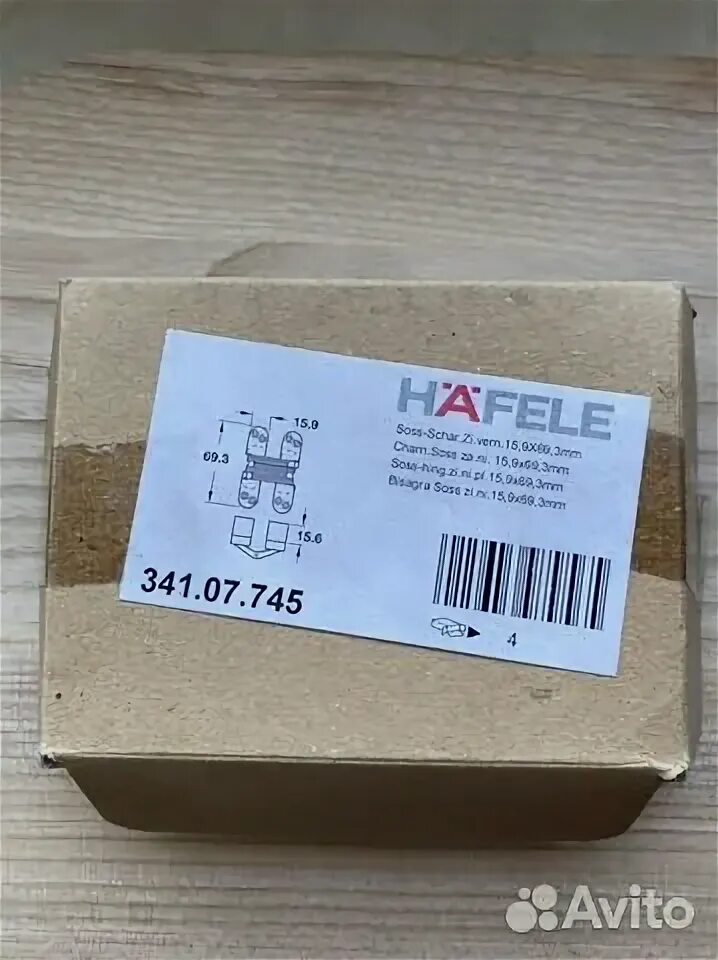 HÄFELE
Soss-Schar.Zi.vern.15,9X69,3mm
Charn.Soss za.ni. 15,9x69,3mm
Soss-hing.zi.ni.pl.15,9x69,3mm
Bisagra Soss zi.ni.15,9x69,3mm
15.9
69.3
15.6
341.07.745
4
Avito